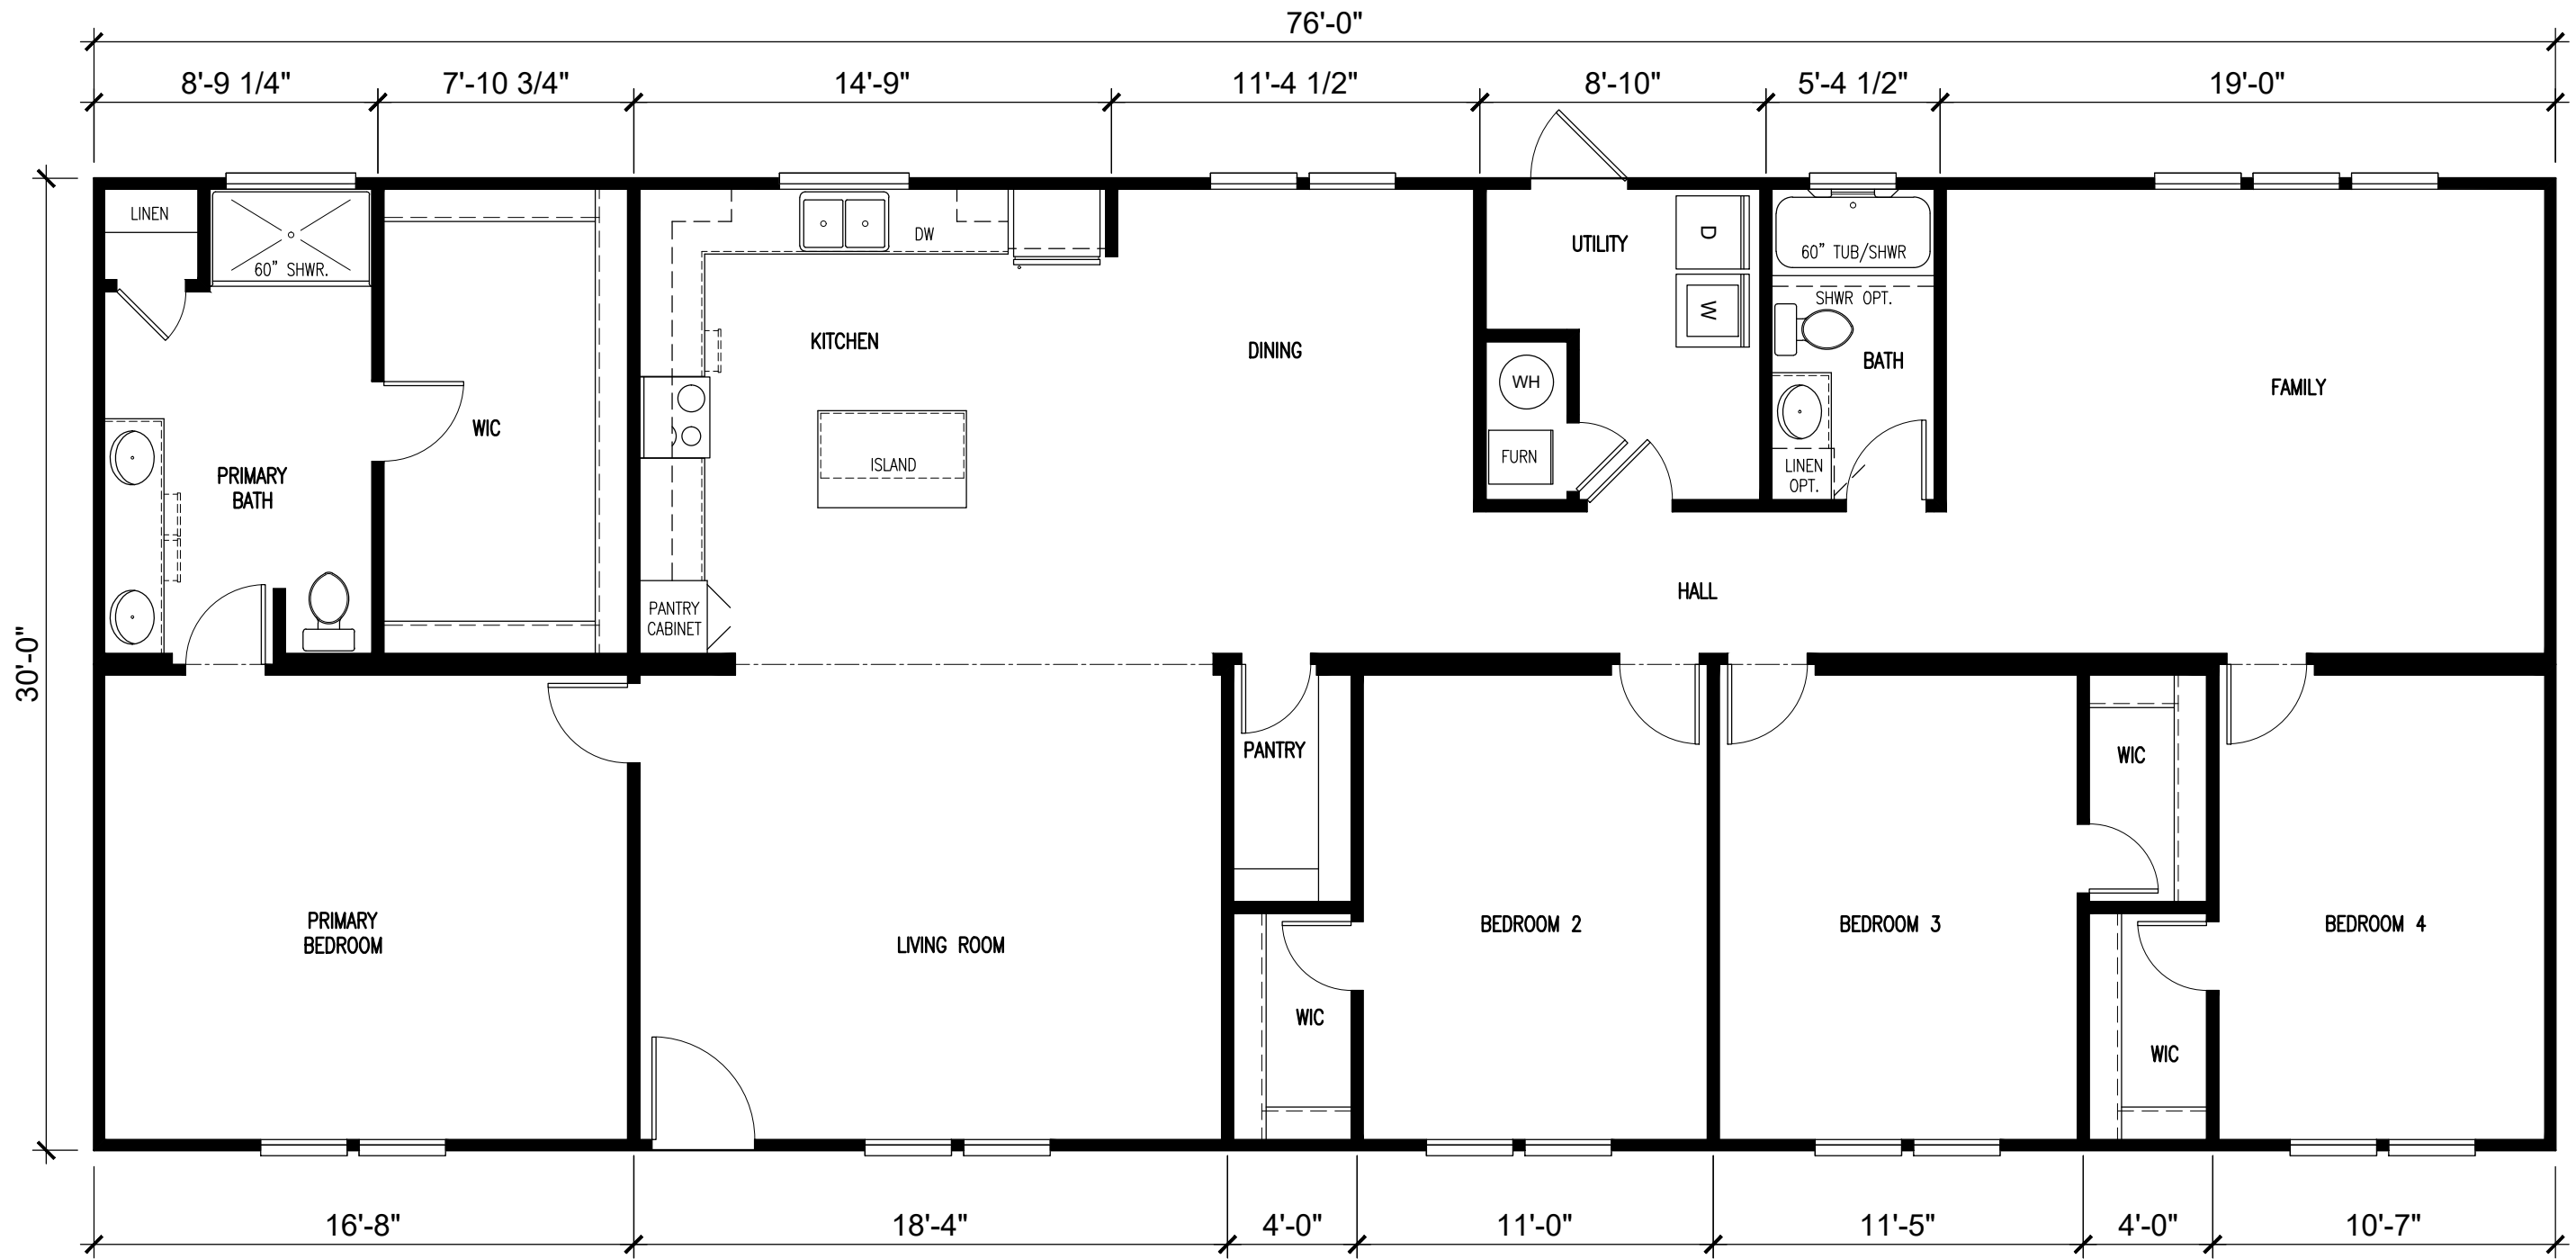 76'-0"
8'-9 1/4"
7'-10 3/4"
14'-9"
11'-4 1/2"
8'-10"
5'-4 1/2"
19'-0"
30'-0"
LINEN
60" SHWR.
DW
UTILITY
D
W
60" TUB/SHWR
SHWR OPT.
BATH
KITCHEN
DINING
WH
FURN
FAMILY
WIC
ISLAND
LINEN
OPT.
PRIMARY
BATH
PANTRY
CABINET
HALL
PANTRY
WIC
PRIMARY
BEDROOM
LIVING ROOM
BEDROOM 2
BEDROOM 3
BEDROOM 4
WIC
WIC
16'-8"
18'-4"
4'-0"
11'-0"
11'-5"
4'-0"
10'-7"